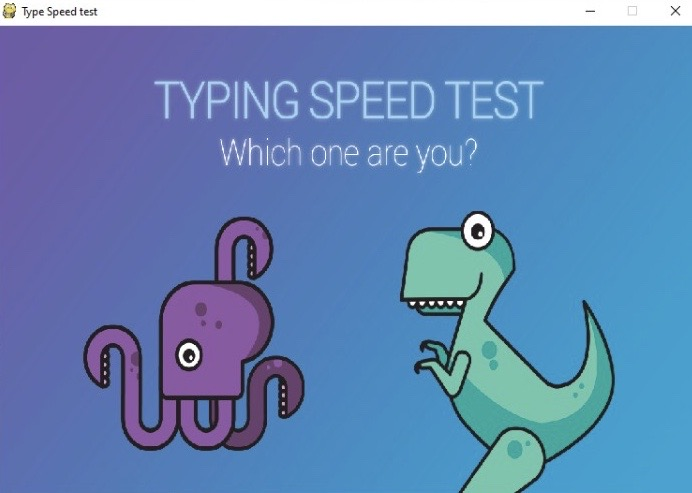 Type Speed test
TYPING SPEED TEST
Which one are you?